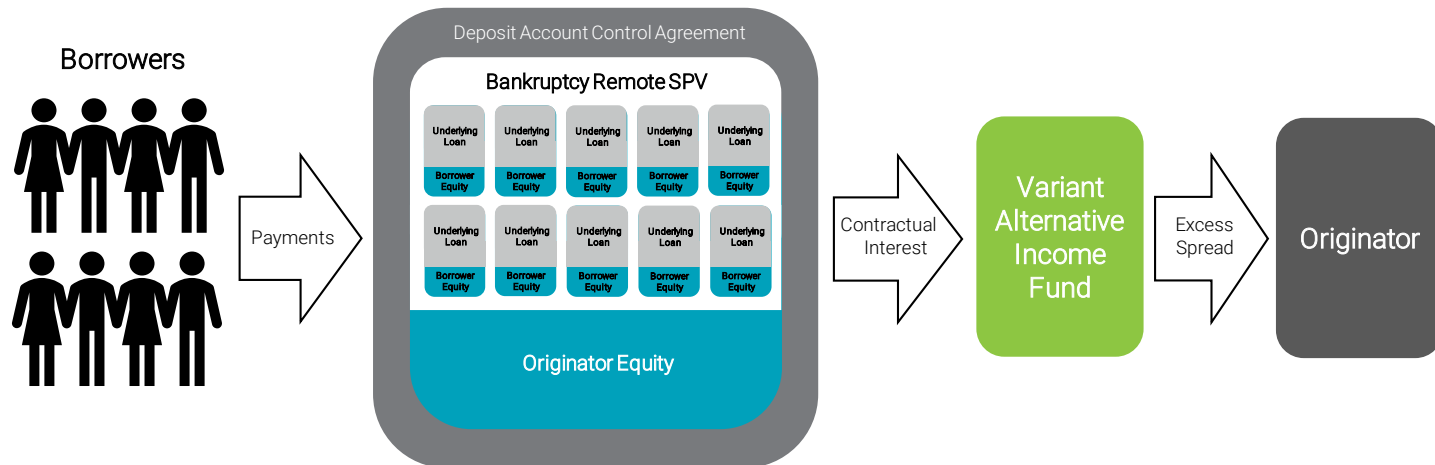 Borrowers
Payments
Deposit Account Control Agreement
Bankruptcy Remote SPV
Underlying
Loan
Borrower
Equity
Underlying
Loan
Borrower
Equity
Underlying
Loan
Borrower
Equity
Underlying
Loan
Borrower
Equity
Underlying
Loan
Borrower
Equity
Underlying
Loan
Borrower
Equity
Underlying
Loan
Borrower
Equity
Underlying
Loan
Borrower
Equity
Underlying
Loan
Borrower
Equity
Underlying
Loan
Borrower
Equity
Originator Equity
Contractual
Interest
Variant
Alternative
Income
Fund
Excess
Spread
Originator